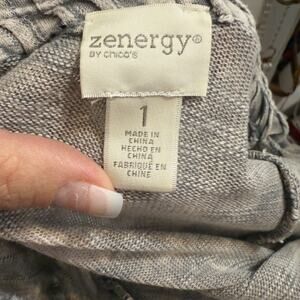 zenergy®
BY chico's
1
MADE IN
CHINA
HECHO EN
CHINA
FABRIQUÉ EN
CHINE